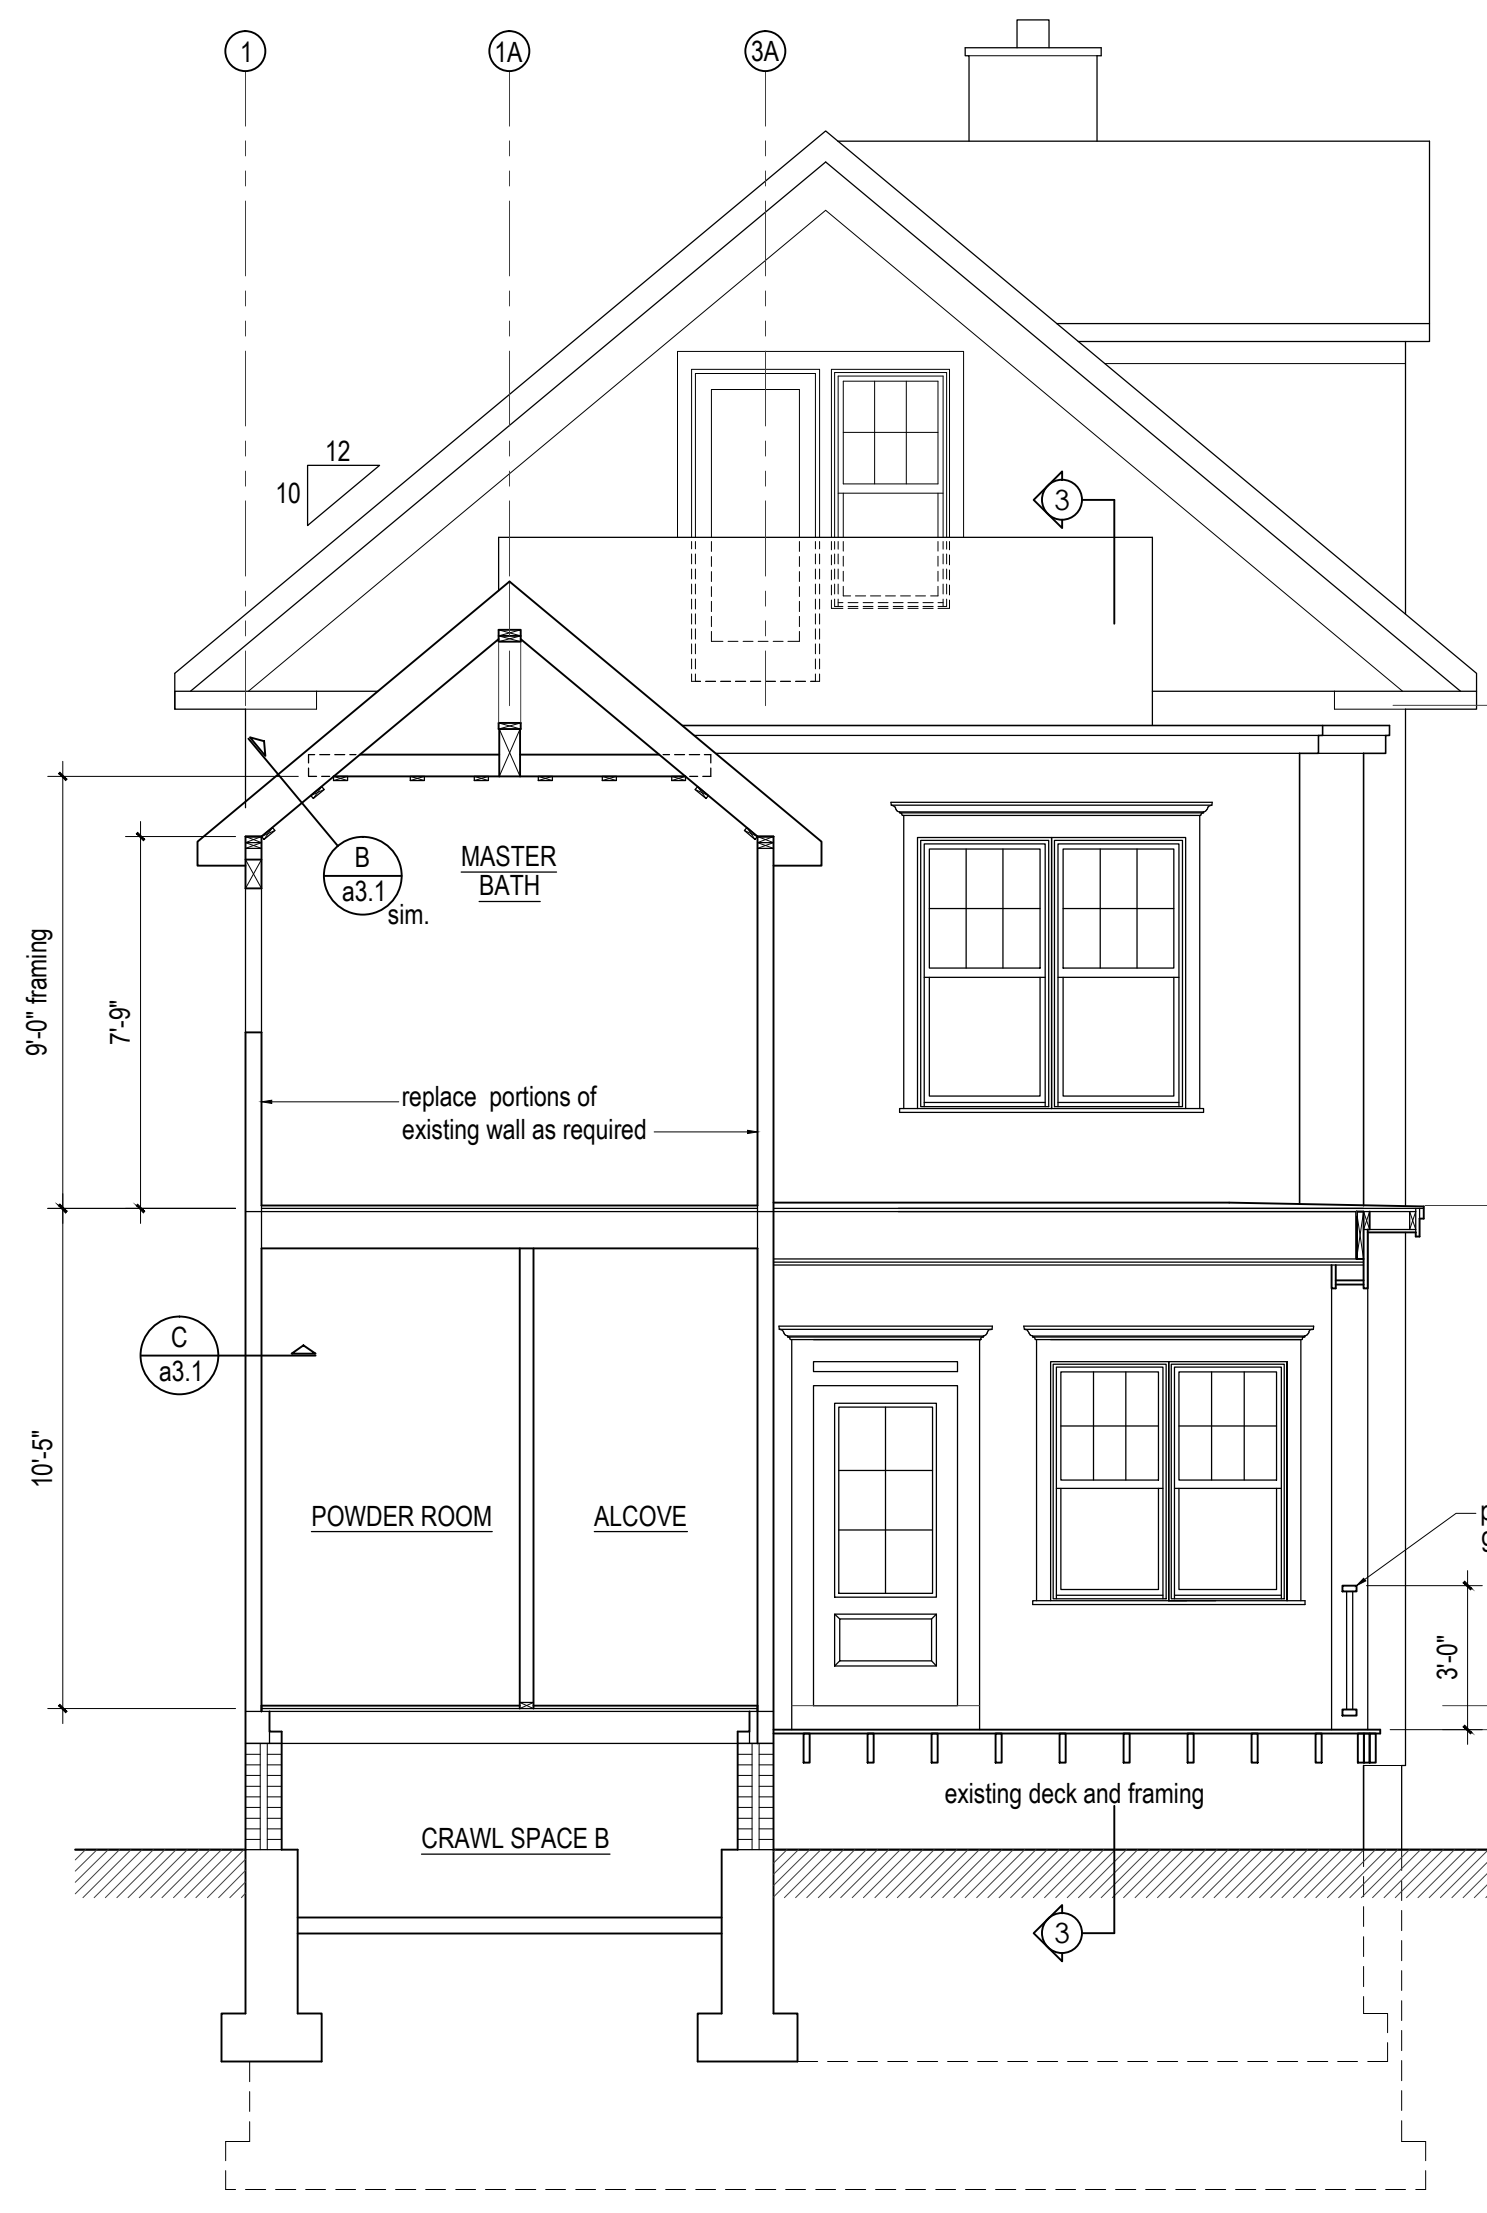 1
1A
3A
12
10
3
B
a3.1
sim.
MASTER
BATH
9'-0" framing
7'-9"
replace portions of
existing wall as required
C
a3.1
10'-5"
POWDER ROOM
ALCOVE
3'-0"
existing deck and framing
CRAWL SPACE B
3